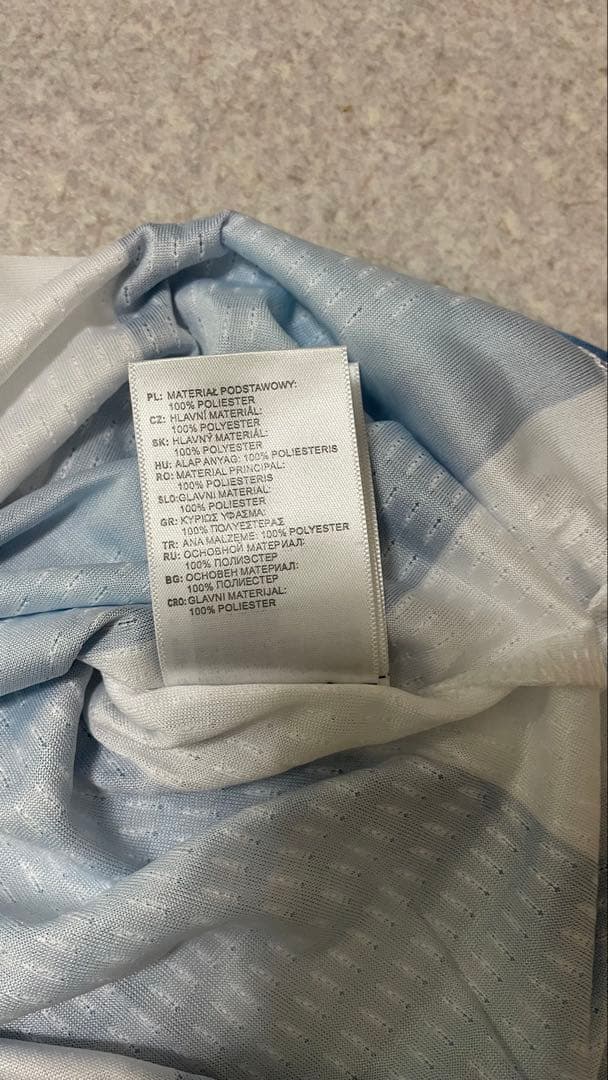 PL: MATERIAŁ PODSTAWOWY:
100% POLIESTER
CZ: HLAVNÍ MATERIÁL:
100% POLYESTER
SK: HLAVNÝ MATERIÁL:
100% POLYESTER
HU: ALAP ANYAG: 100% POLIESTERIS
RO: MATERIAL PRINCIPAL:
100% POLIESTERIS
SLO: GLAVNI MATERIAL:
100% POLIESTER
GR: ΚΥΡΙΩΣ ΥΦΑΣΜΑ:
100% ΠΟΛΥΕΣΤΕΡΑΣ
TR: ANA MALZEME: 100% POLYESTER
RU: ОСНОВНОЙ МАТЕРИАЛ:
100% ПОЛИЭСТЕР
BG: ОСНОВЕН МАТЕРИАЛ:
100% ПОЛИЕСТЕР
CRO: GLAVNI MATERIJAL:
100% POLIESTER